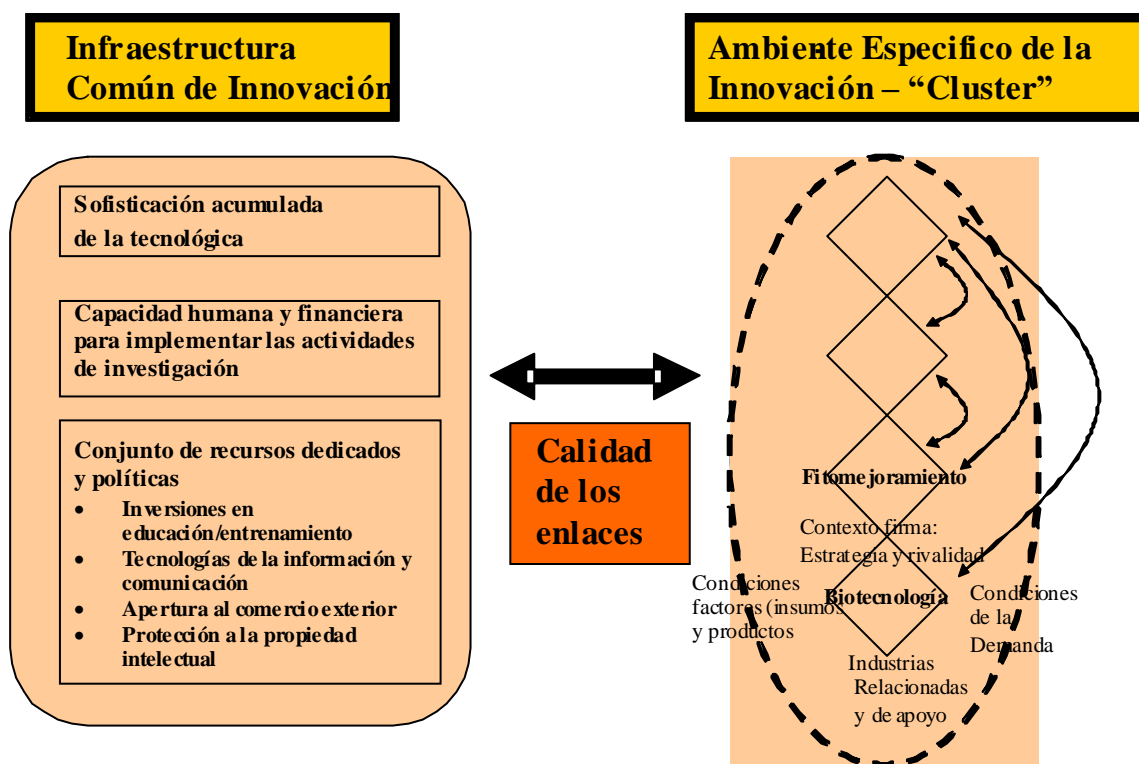 Infraestructura
Común de Innovación
Ambiente Especifico de la
Innovación – “Cluster”
Sofisticación acumulada
de la tecnológica
Capacidad humana y financiera
para implementar las actividades
de investigación
Conjunto de recursos dedicados
y políticas
• Inversiones en
educación/entrenamiento
• Tecnologías de la información y
comunicación
• Apertura al comercio exterior
• Protección a la propiedad
intelectual
Calidad
de los
enlaces
Fitomejoramiento
Contexto firma:
Estrategia y rivalidad
Condiciones
factores (insumos
y productos
Biotecnología
Condiciones
de la
Demanda
Industrias
Relacionadas
y de apoyo